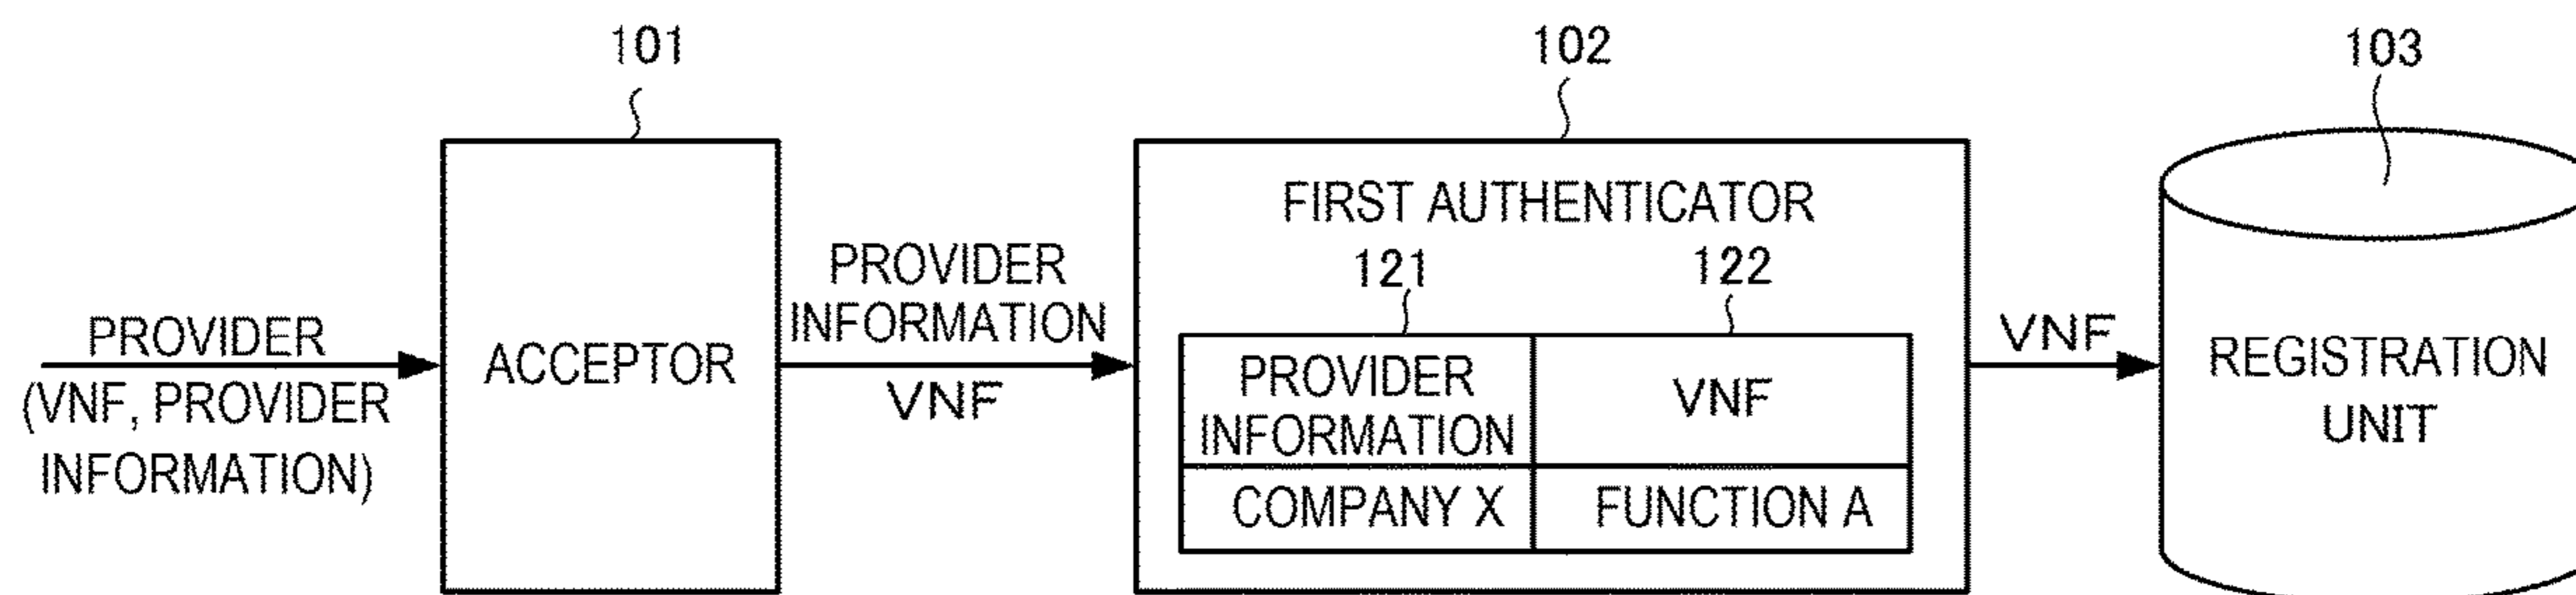 101
102
103
PROVIDER
(VNF, PROVIDER
INFORMATION)
ACCEPTOR
PROVIDER
INFORMATION
VNF
FIRST AUTHENTICATOR
121
122
PROVIDER
INFORMATION
VNF
COMPANY X
FUNCTION A
VNF
REGISTRATION
UNIT